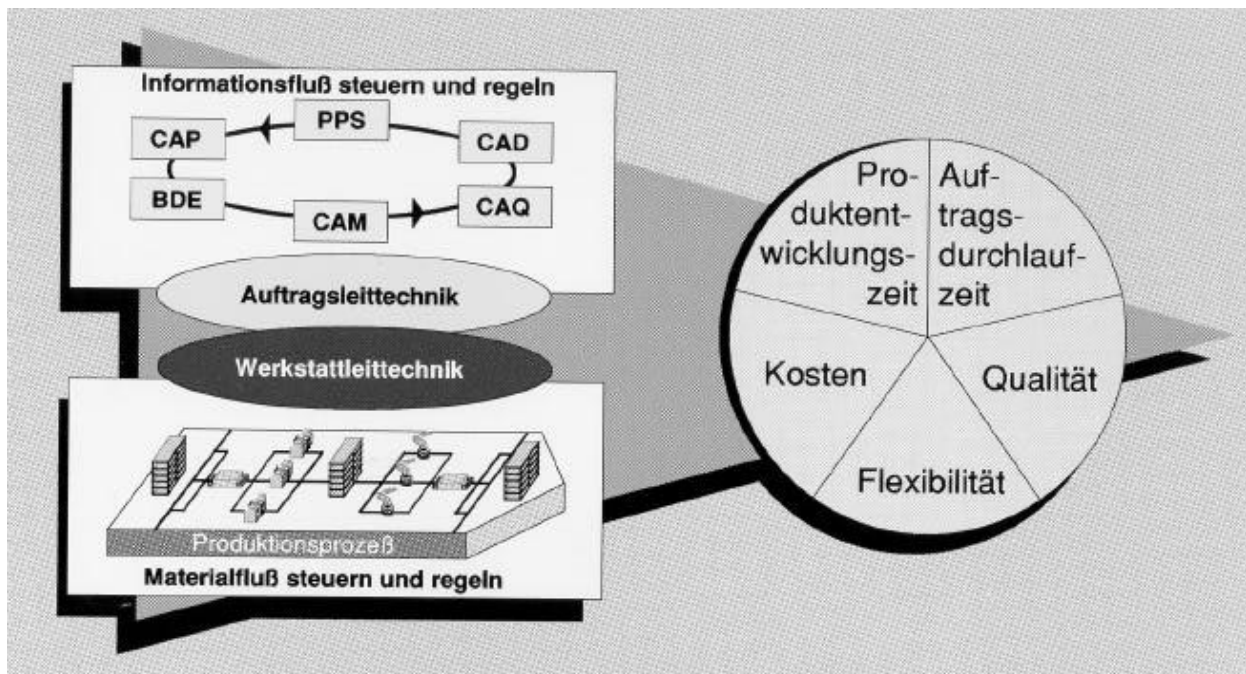 Informationsfluß steuern und regeln
PPS
CAP
CAD
BDE
CAM
CAQ
Auftragsleittechnik
Werkstattleittechnik
Produktionsprozeß
Materialfluß steuern und regeln
Pro-
duktent-
wicklungs-
zeit
Auf-
trags-
durchlauf-
zeit
Kosten
Qualität
Flexibilität